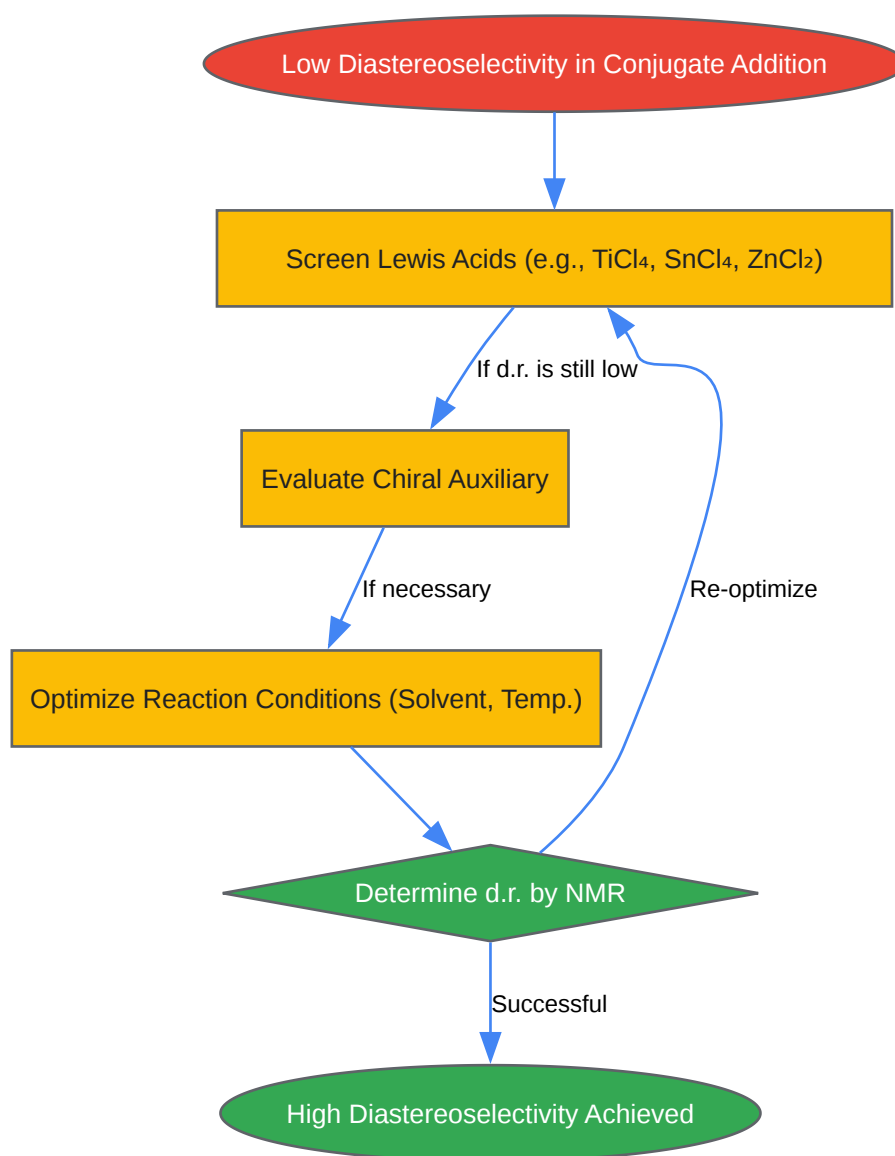 Low Diastereoselectivity in Conjugate Addition
Screen Lewis Acids (e.g., TiCl₄, SnCl₄, ZnCl₂)
If d.r. is still low
Evaluate Chiral Auxiliary
If necessary
Re-optimize
Optimize Reaction Conditions (Solvent, Temp.)
Determine d.r. by NMR
Successful
High Diastereoselectivity Achieved